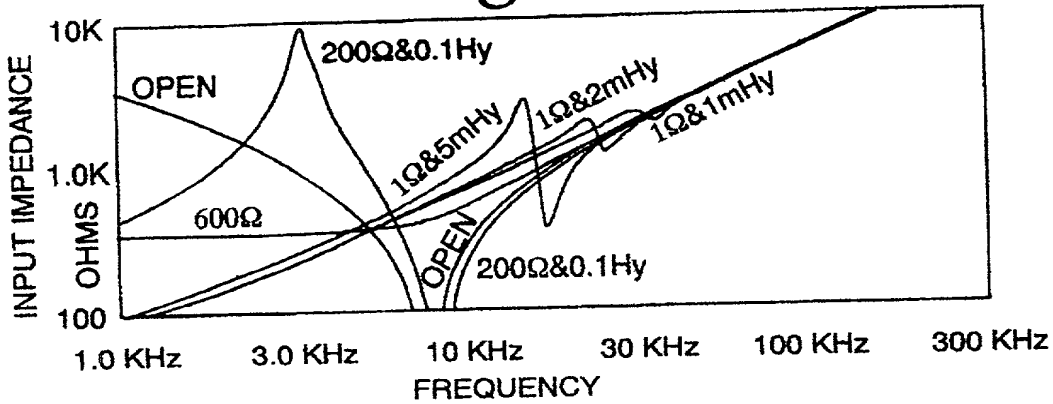 g
10K
200Ω&0.1Hy
OPEN
1Ω&5mHy
1Ω&2mHy
1Ω&1mHy
INPUT IMPEDANCE
OHMS
1.0K
600Ω
OPEN
200Ω&0.1Hy
100
1.0 KHz 3.0 KHz 10 KHz 30 KHz 100 KHz 300 KHz
FREQUENCY